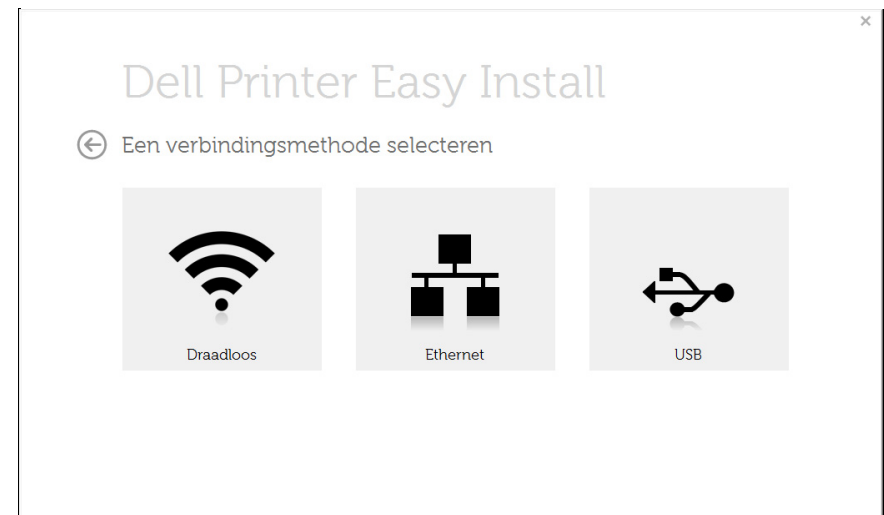 Dell Printer Easy Install
Een verbindingsmethode selecteren
Draadloos
Ethernet
USB